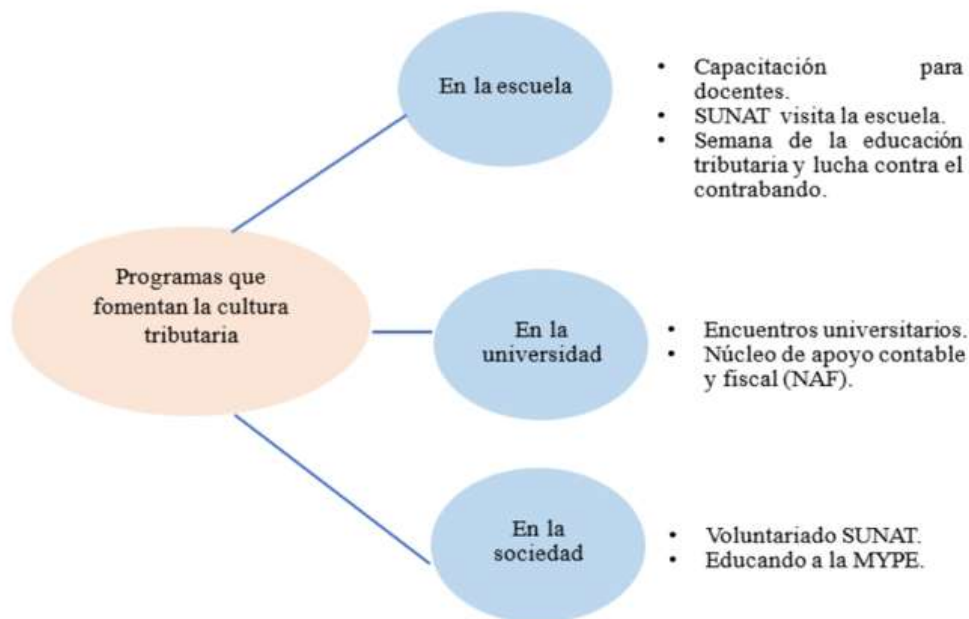 Programas que
fomentan la cultura
tributaria
En la escuela
• Capacitación para
docentes.
• SUNAT visita la escuela.
• Semana de la educación
tributaria y lucha contra el
contrabando.
En la
universidad
• Encuentros universitarios.
• Núcleo de apoyo contable
y fiscal (NAF).
En la
sociedad
• Voluntariado SUNAT.
• Educando a la MYPE.